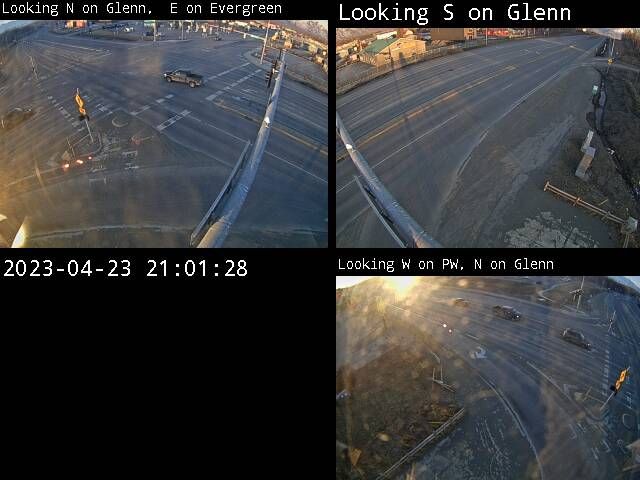 Looking N on Glenn,  E on Evergreen
Looking S on Glenn
2023-04-23 21:01:28
Looking W on PW, N on Glenn